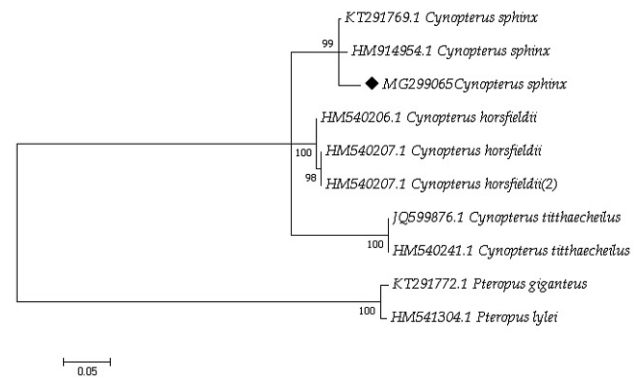 KT291769.1 Cynopterus sphinx
99
HM914954.1 Cynopterus sphinx
MG299065Cynopterus sphinx
HM540206.1 Cynopterus horsfieldii
100
HM540207.1 Cynopterus horsfieldii
98
HM540207.1 Cynopterus horsfieldii(2)
JQ599876.1 Cynopterus titthaecheilus
100
HM540241.1 Cynopterus titthaecheilus
KT291772.1 Pteropus giganteus
100
HM541304.1 Pteropus lylei
0.05